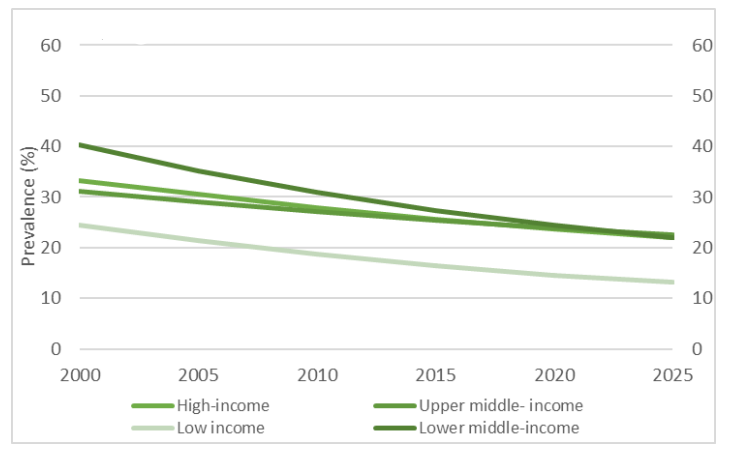 60 60
50 50
40 40
Prevalence (%)
30 30
20 20
10 10
0 0
2000 2005 2010 2015 2020 2025
High-income Upper middle- income
Low income Lower middle-income